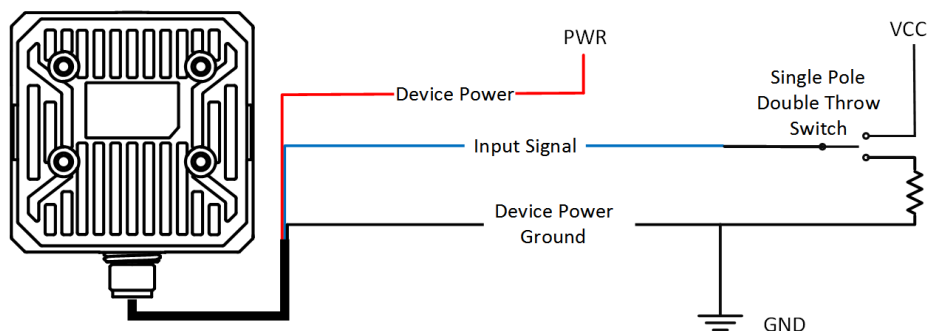 PWR
VCC
Device Power
Single Pole
Double Throw
Switch
Input Signal
Device Power
Ground
GND